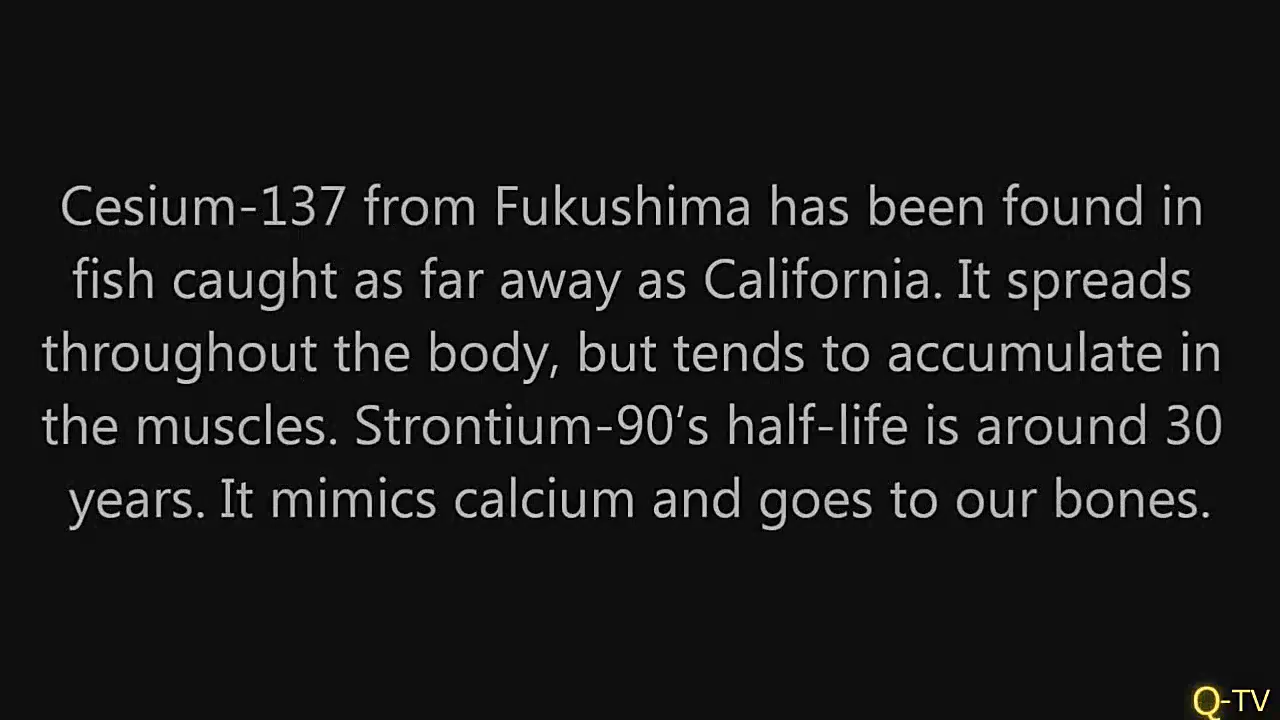 Cesium-137 from Fukushima has been found in
fish caught as far away as California. It spreads
throughout the body, but tends to accumulate in
the muscles. Strontium-90’s half-life is around 30
years. It mimics calcium and goes to our bones.
Q-TV